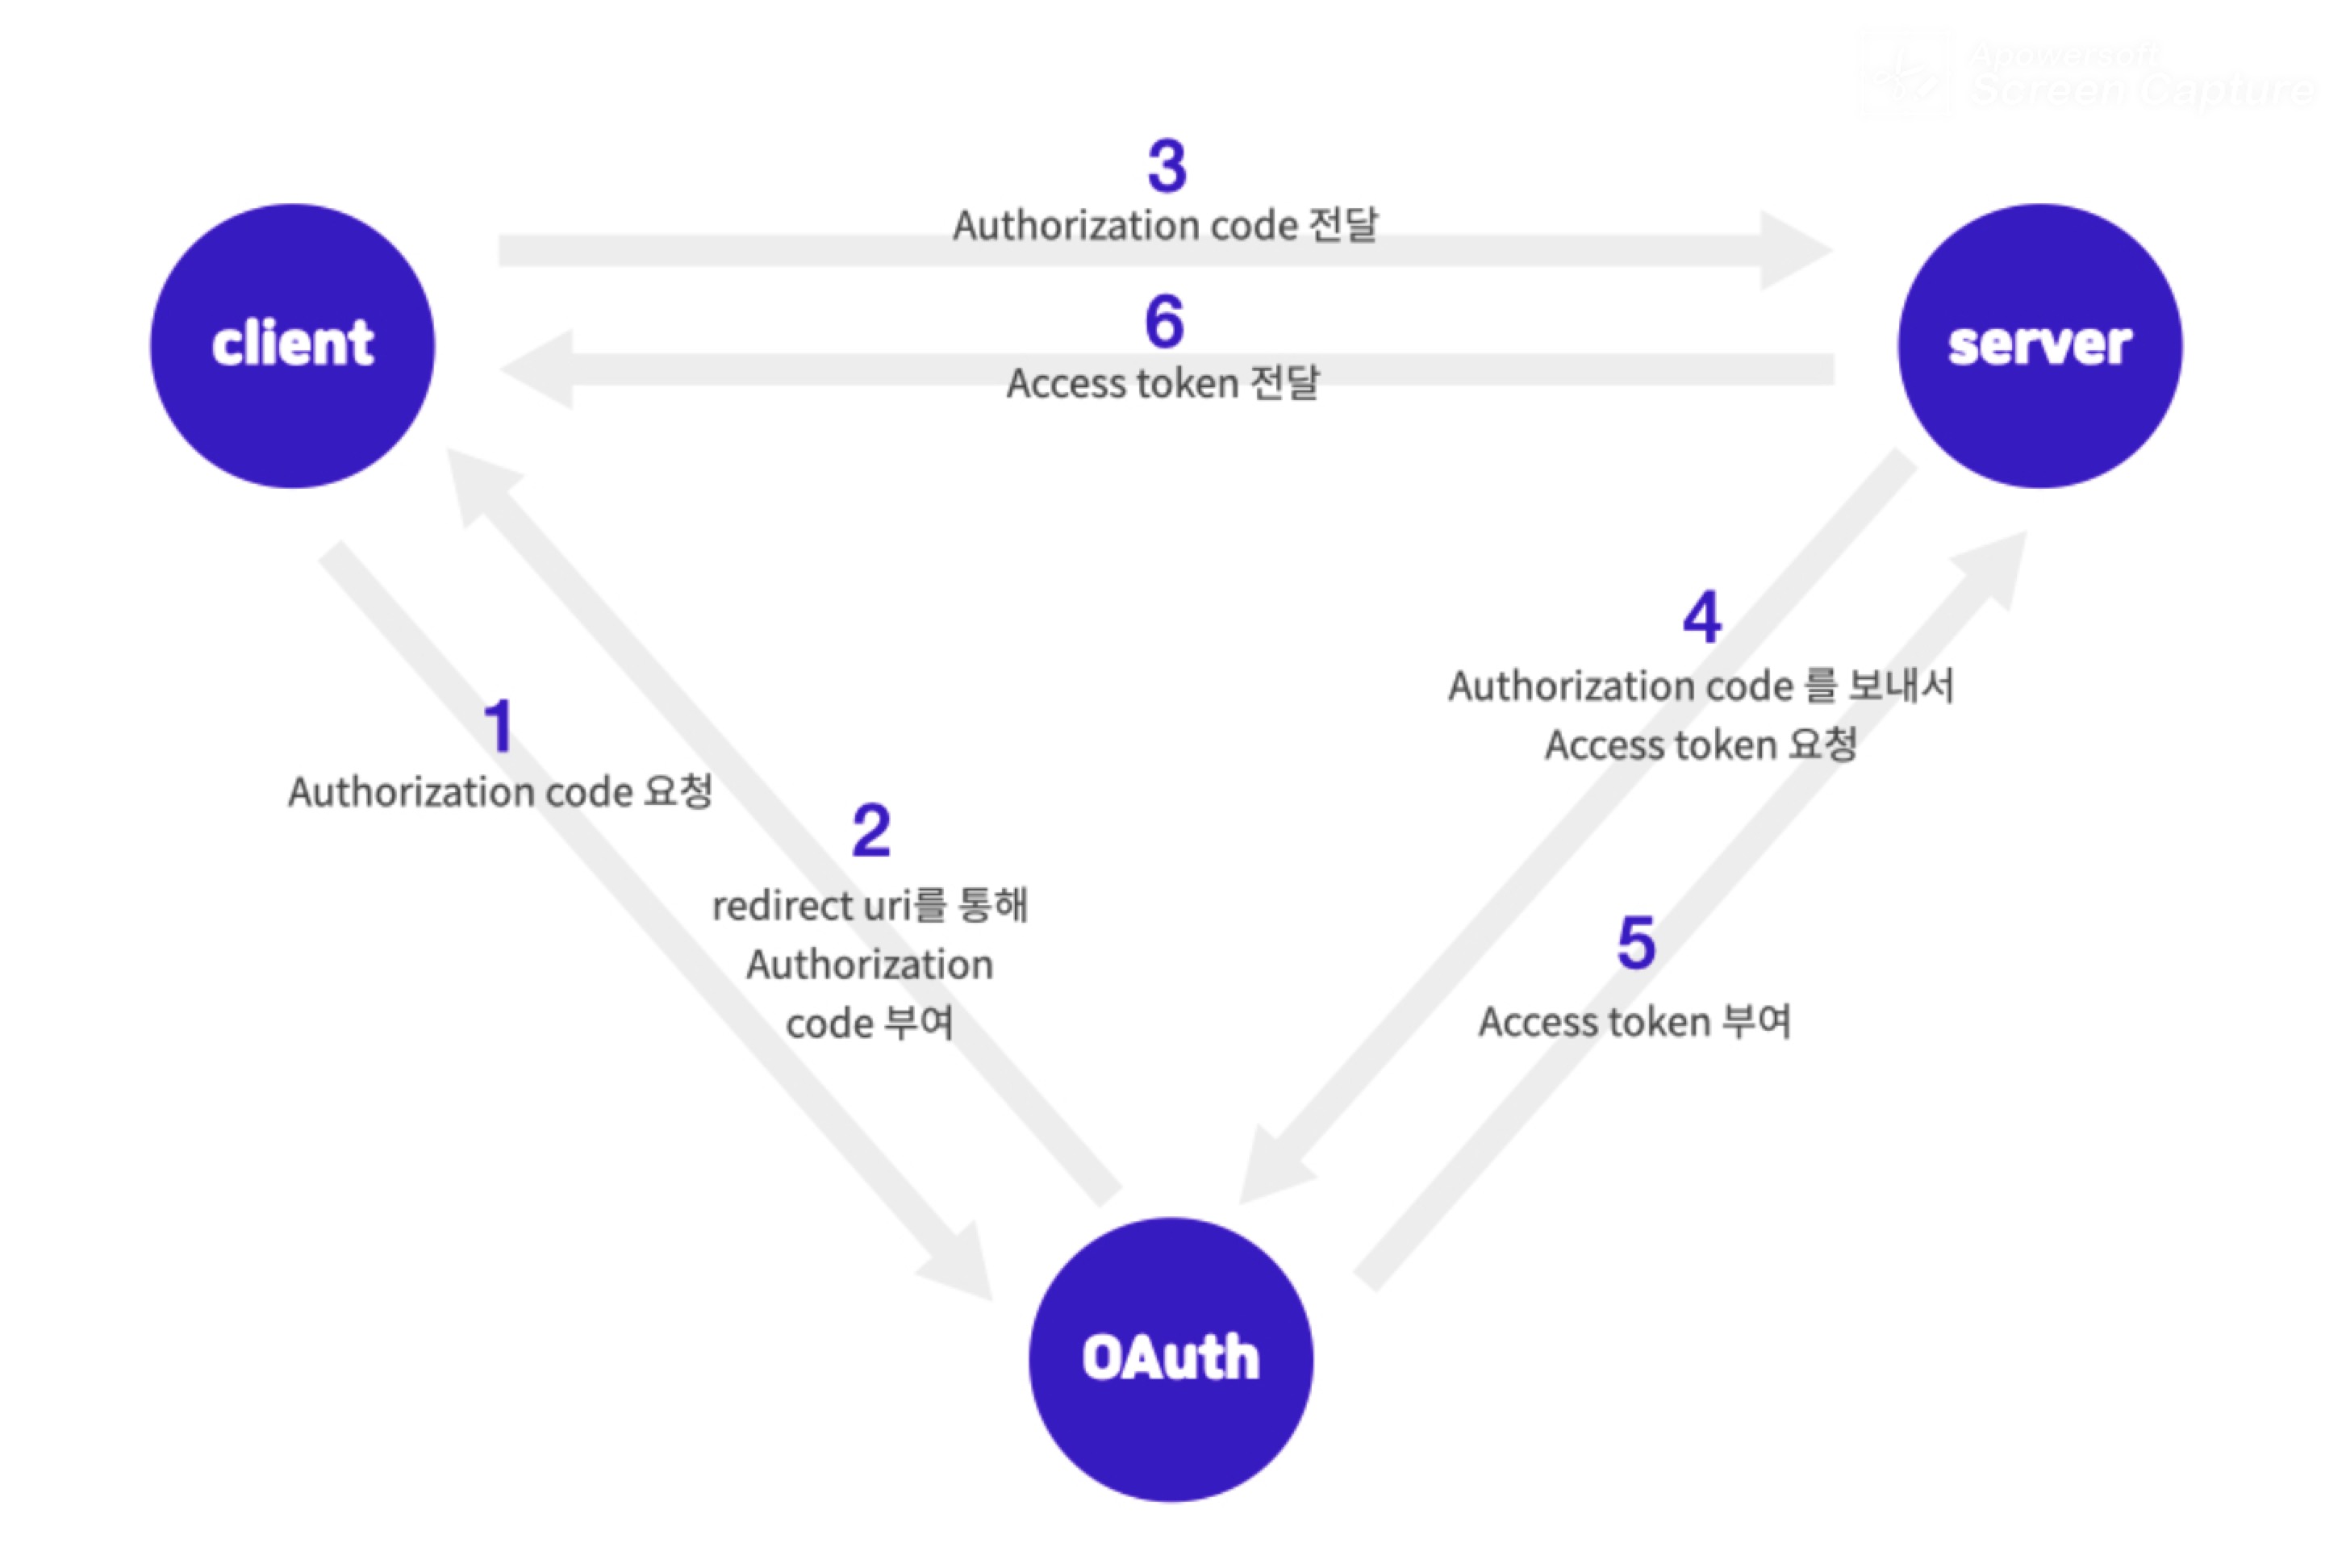 Apowersoft
Screen Capture
3
Authorization code 전달
6
Access token 전달
client
server
4
Authorization code 를 보내서
Access token 요청
1
Authorization code 요청
2
redirect uri를 통해
Authorization
code 부여
5
Access token 부여
OAuth